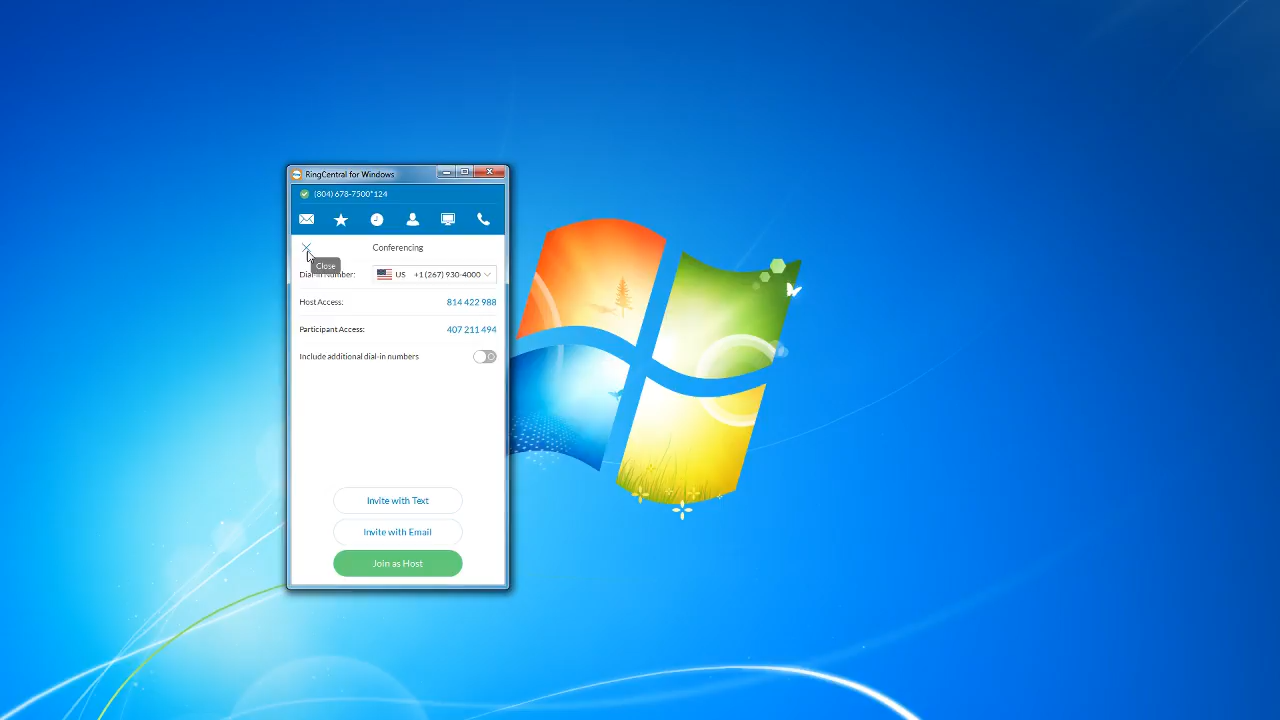 RingCentral for Windows
(804) 678-7500*124
Conferencing
Close
Dial-in Number: US +1 (267) 930-4000
Host Access: 814 422 988
Participant Access: 407 211 494
Include additional dial-in numbers
Invite with Text
Invite with Email
Join as Host